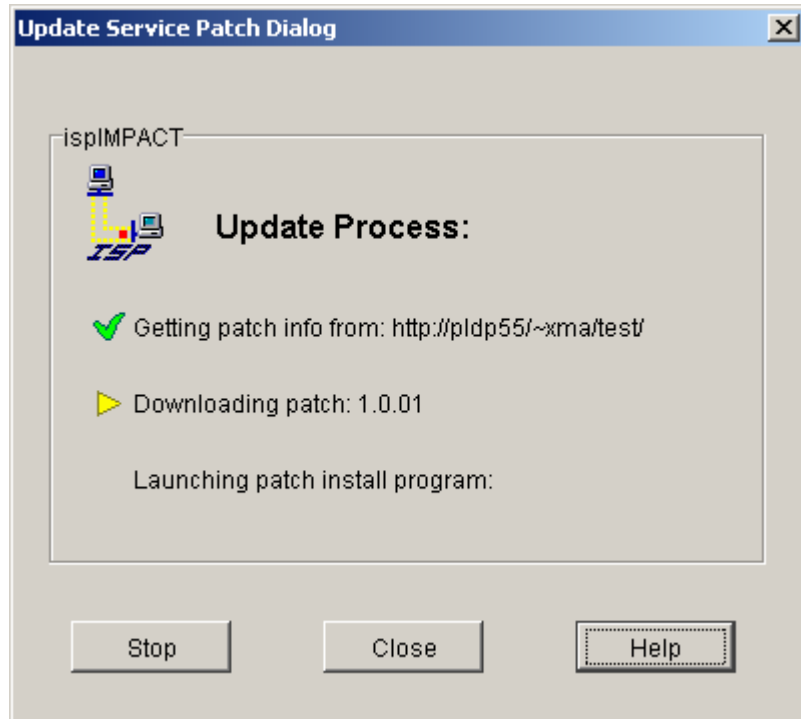 Update Service Patch Dialog
ispIMPACT
ISP
Update Process:
Getting patch info from: http://pldp55/~xma/test/
Downloading patch: 1.0.01
Launching patch install program:
Stop Close Help